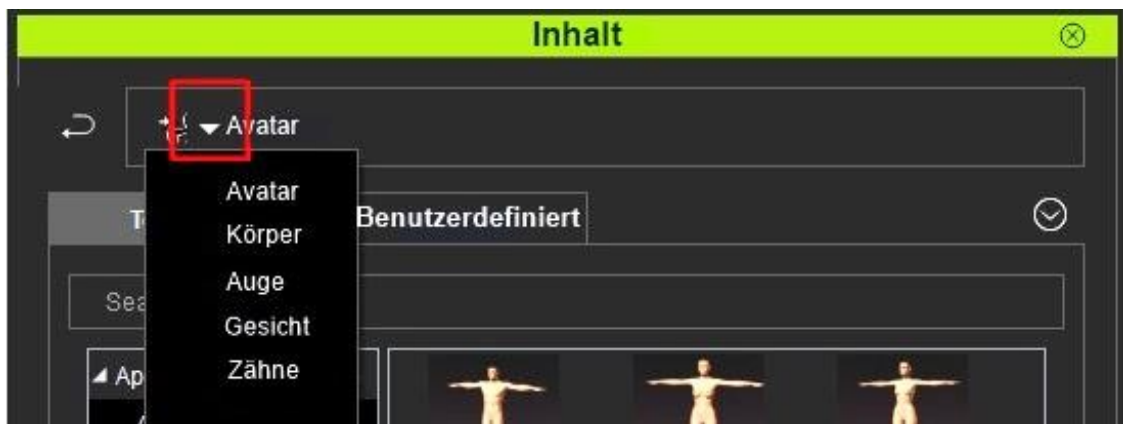 Inhalt
Avatar
Avatar
Körper
Auge
Gesicht
Zähne
Benutzerdefiniert